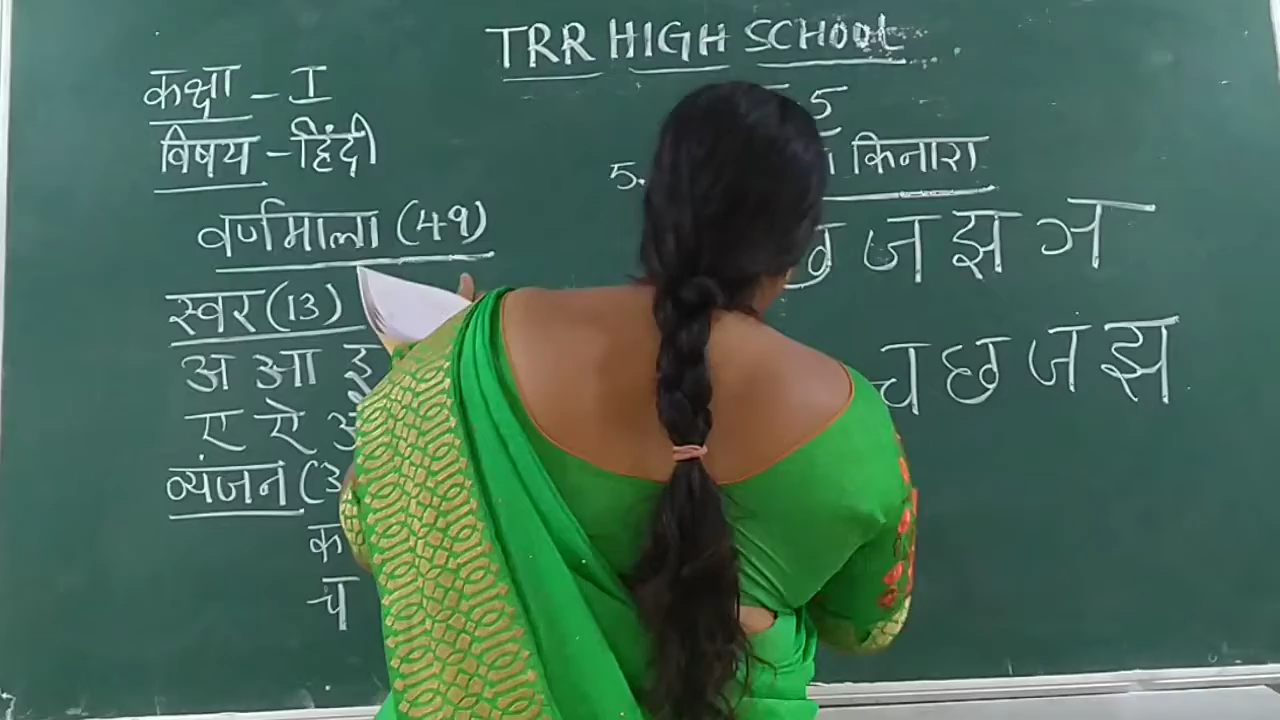 TRR HIGH SCHOOL
कक्षा - I
5
विषय - हिंदी
5. किनारा
वर्णमाला (49)
छ ज झ ञ
स्वर (13)
अ आ इ
च छ ज झ
ए ऐ
व्यंजन (3
क
च